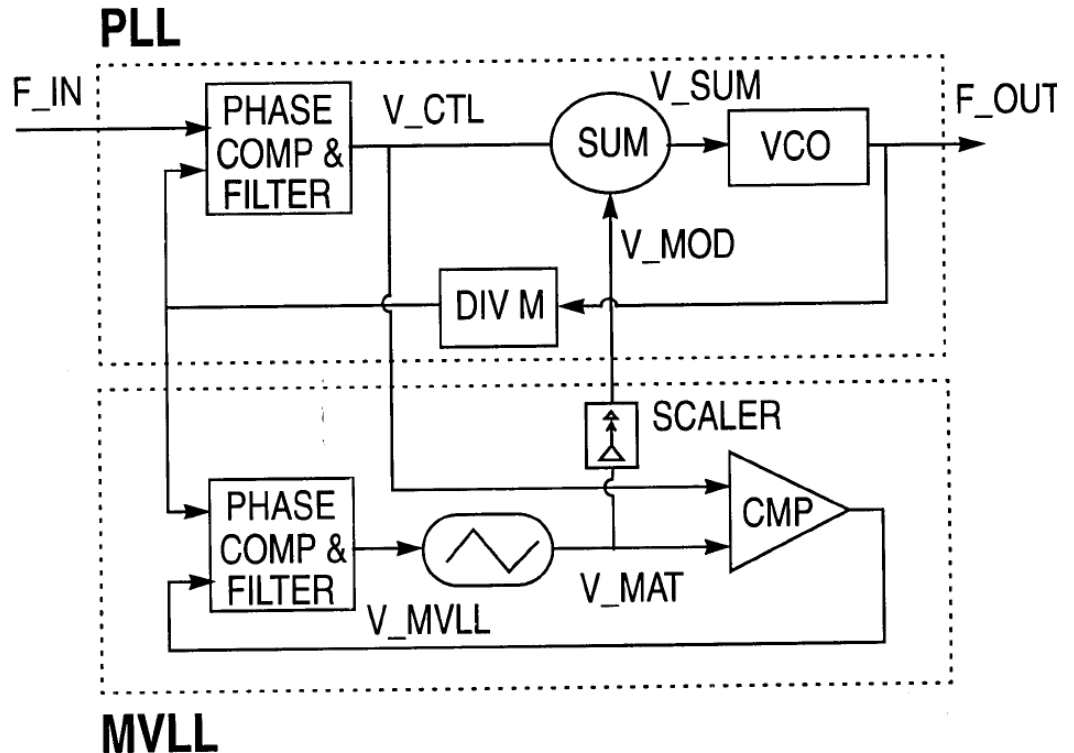 PLL
F_IN
PHASE
COMP &
FILTER
V_CTL
SUM
V_SUM
VCO
F_OUT
V_MOD
DIV M
SCALER
PHASE
COMP &
FILTER
V_MVLL
V_MAT
CMP
MVLL